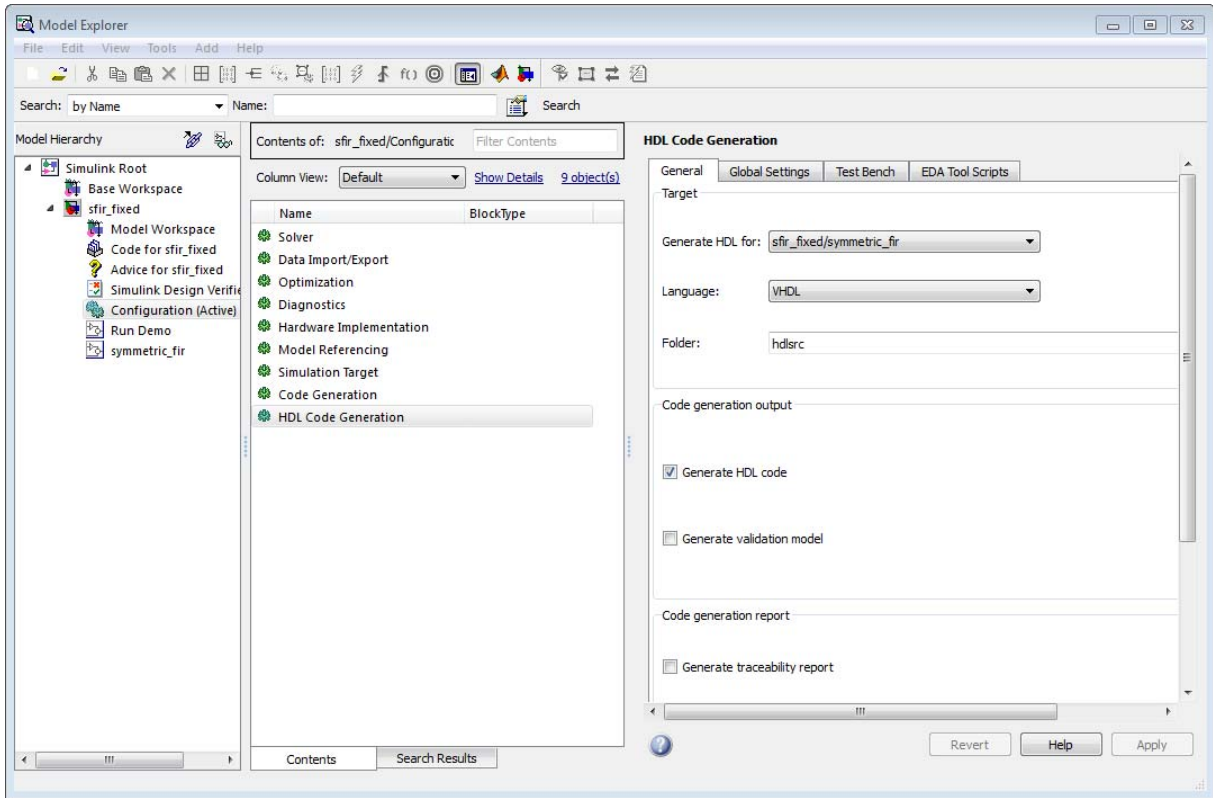 Model Explorer
File Edit View Tools Add Help
Search: by Name Name: Search
Model Hierarchy
Simulink Root
Base Workspace
sfir_fixed
Model Workspace
Code for sfir_fixed
Advice for sfir_fixed
Simulink Design Verifie
Configuration (Active)
Run Demo
symmetric_fir
Contents of: sfir_fixed/Configuratic Filter Contents
Column View: Default Show Details 9 object(s)
Name BlockType
Solver
Data Import/Export
Optimization
Diagnostics
Hardware Implementation
Model Referencing
Simulation Target
Code Generation
HDL Code Generation
Contents Search Results
HDL Code Generation
General Global Settings Test Bench EDA Tool Scripts
Target
Generate HDL for: sfir_fixed/symmetric_fir
Language: VHDL
Folder: hdlsrc
Code generation output
Generate HDL code
Generate validation model
Code generation report
Generate traceability report
Revert Help Apply